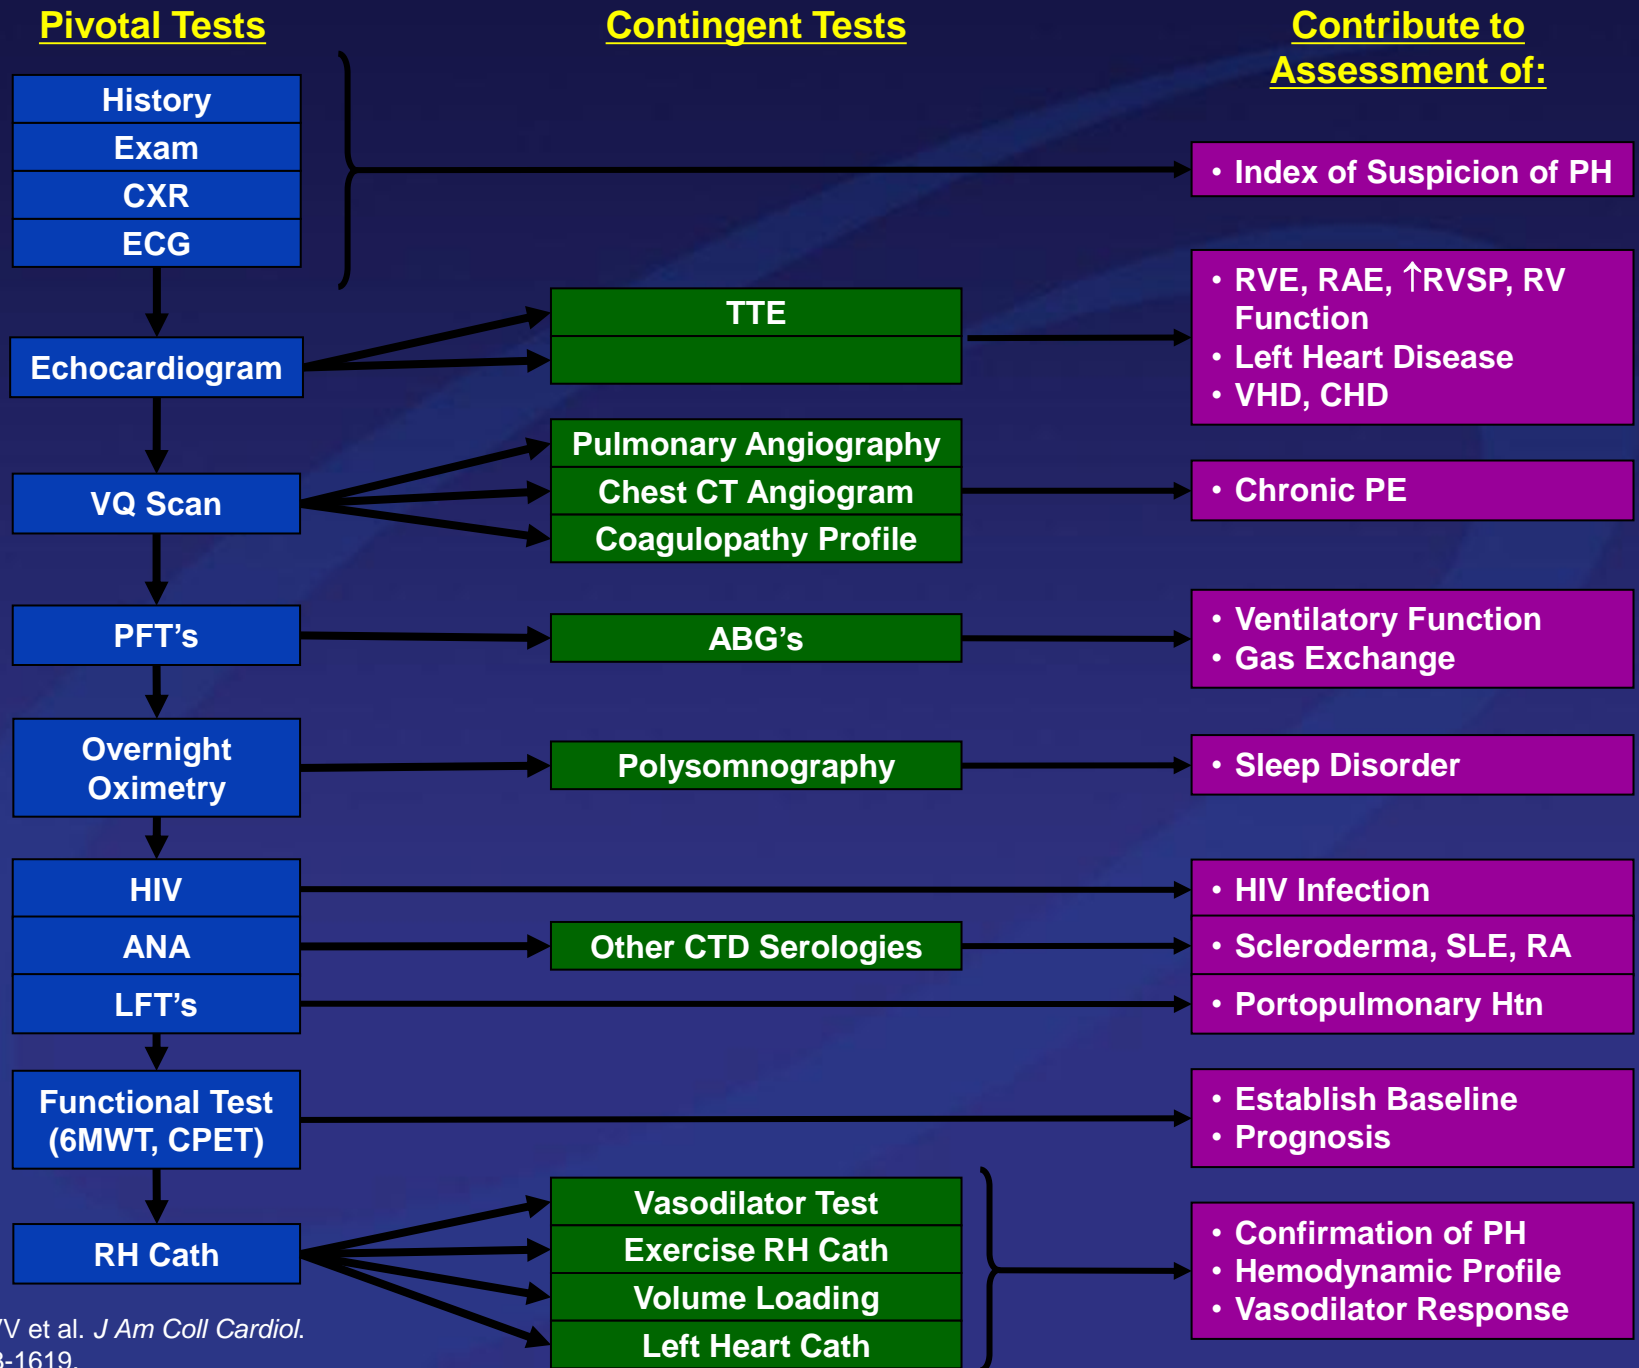 Pivotal Tests
Contingent Tests
Contribute to
Assessment of:
History
Exam
CXR
ECG
• Index of Suspicion of PH
Echocardiogram
TTE
• RVE, RAE, ↑RVSP, RV
Function
• Left Heart Disease
• VHD, CHD
VQ Scan
Pulmonary Angiography
Chest CT Angiogram
Coagulopathy Profile
• Chronic PE
PFT’s
ABG’s
• Ventilatory Function
• Gas Exchange
Overnight
Oximetry
Polysomnography
• Sleep Disorder
HIV
• HIV Infection
ANA
Other CTD Serologies
• Scleroderma, SLE, RA
LFT’s
• Portopulmonary Htn
Functional Test
(6MWT, CPET)
• Establish Baseline
• Prognosis
RH Cath
Vasodilator Test
Exercise RH Cath
Volume Loading
Left Heart Cath
• Confirmation of PH
• Hemodynamic Profile
• Vasodilator Response
et al. J Am Coll Cardiol.
-1619.